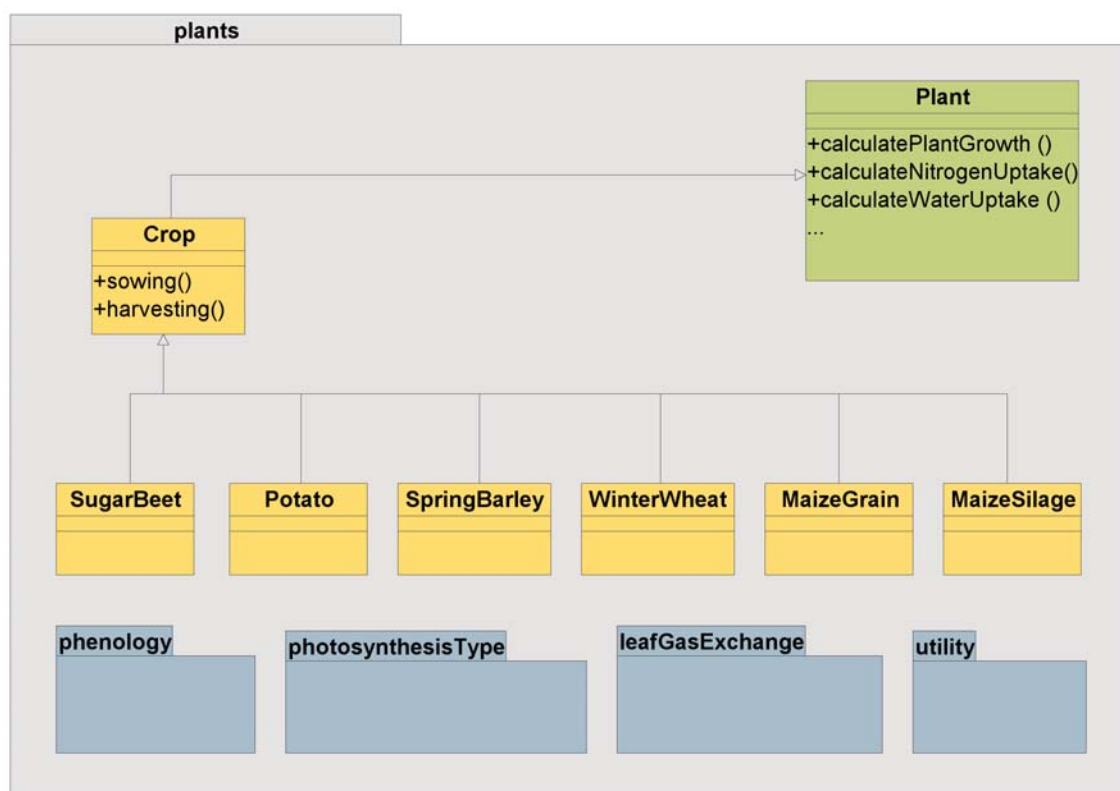 plants
Plant
+calculatePlantGrowth ()
+calculateNitrogenUptake()
+calculateWaterUptake ()
...
Crop
+sowing()
+harvesting()
SugarBeet
Potato
SpringBarley
WinterWheat
MaizeGrain
MaizeSilage
phenology
photosynthesisType
leafGasExchange
utility